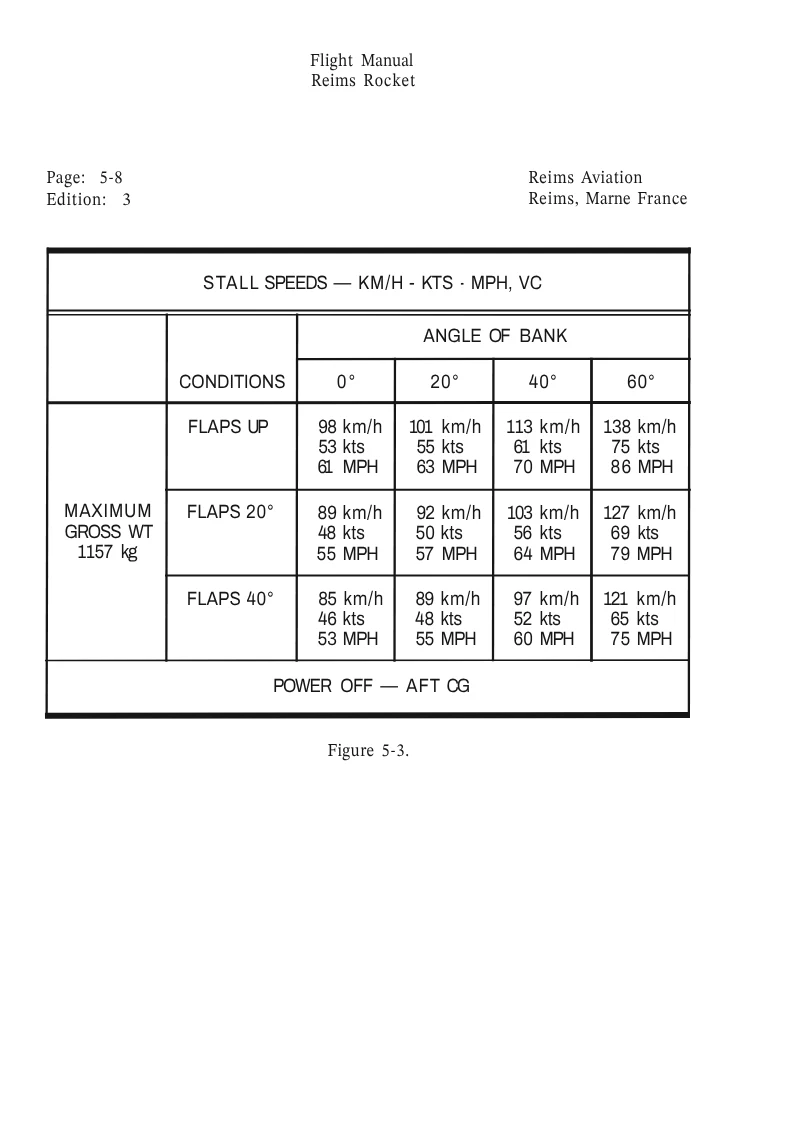 Flight Manual
Reims Rocket
Page: 5-8
Edition: 3
Reims Aviation
Reims, Marne France
STALL SPEEDS — KM/H - KTS - MPH, VC
ANGLE OF BANK
CONDITIONS 0° 20° 40° 60°
MAXIMUM
GROSS WT
1157 kg
FLAPS UP 98 km/h 101 km/h 113 km/h 138 km/h
53 kts 55 kts 61 kts 75 kts
61 MPH 63 MPH 70 MPH 86 MPH
FLAPS 20° 89 km/h 92 km/h 103 km/h 127 km/h
48 kts 50 kts 56 kts 69 kts
55 MPH 57 MPH 64 MPH 79 MPH
FLAPS 40° 85 km/h 89 km/h 97 km/h 121 km/h
46 kts 48 kts 52 kts 65 kts
53 MPH 55 MPH 60 MPH 75 MPH
POWER OFF — AFT CG
Figure 5-3.